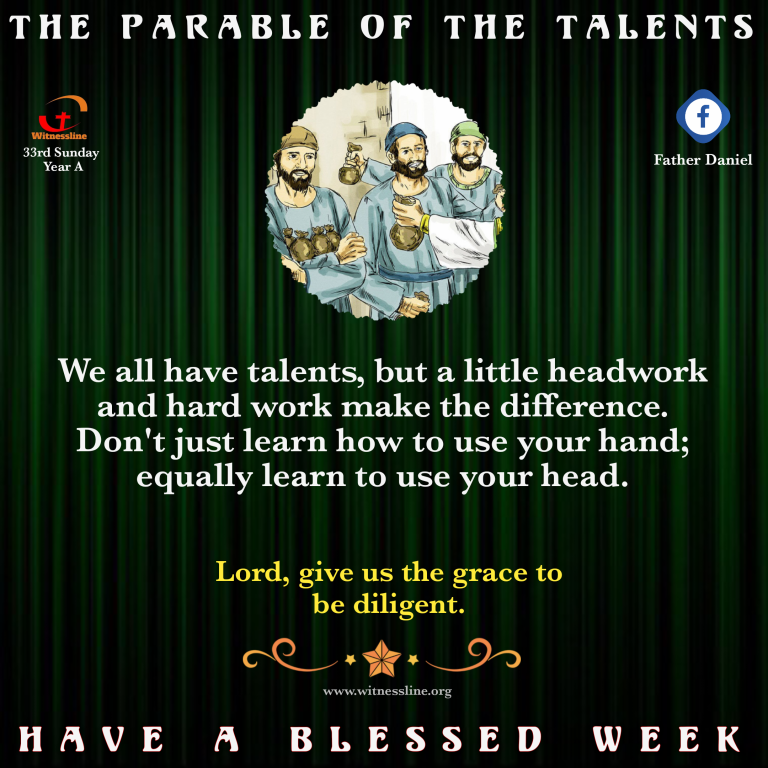 THE PARABLE OF THE TALENTS
Witnessline
33rd Sunday
Year A
f
Father Daniel
We all have talents, but a little headwork
and hard work make the difference.
Don't just learn how to use your hand;
equally learn to use your head.
Lord, give us the grace to
be diligent.
www.witnessline.org
HAVE A BLESSED WEEK